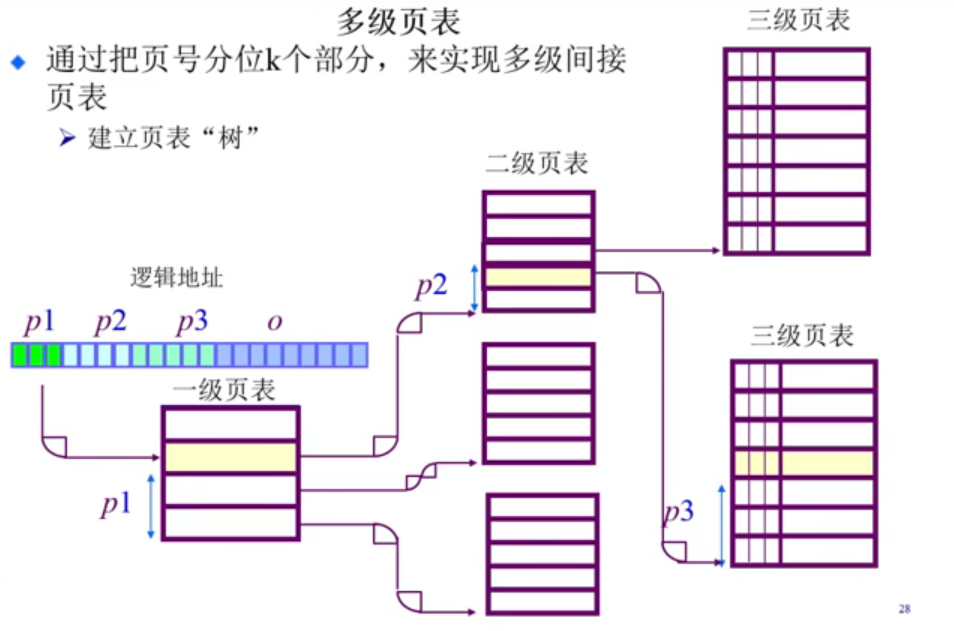 多级页表
通过把页号分位k个部分，来实现多级间接
页表
建立页表“树”
三级页表
二级页表
逻辑地址
p1 p2 p3 o
p2
一级页表
p1
三级页表
p3
28